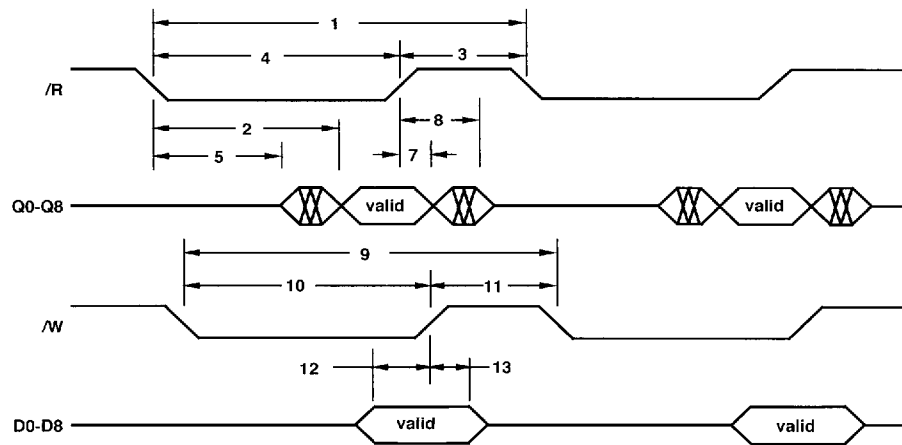 1
4 3
/R
2 8
5 7
Q0-Q8 valid valid
9
10 11
/W
12 13
D0-D8 valid valid